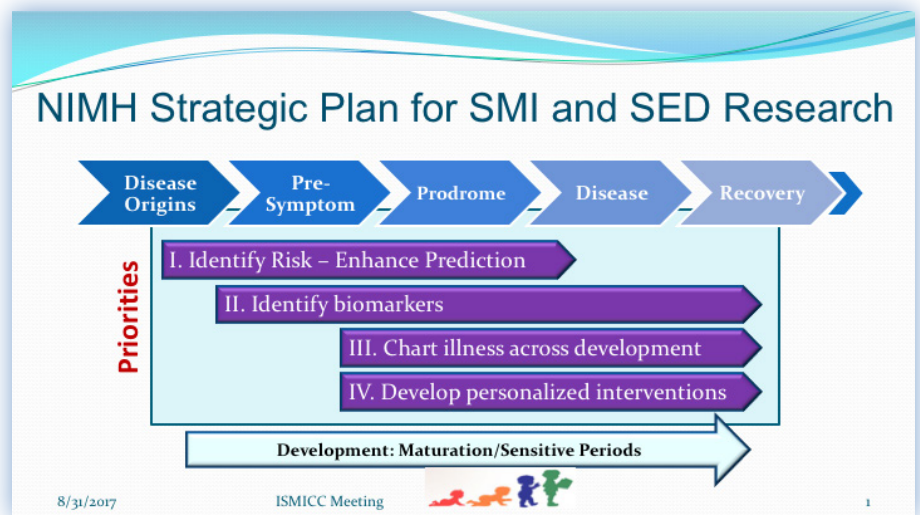 NIMH Strategic Plan for SMI and SED Research
Disease
Origins
Pre-
Symptom
Prodrome
Disease
Recovery
Priorities
I. Identify Risk – Enhance Prediction
II. Identify biomarkers
III. Chart illness across development
IV. Develop personalized interventions
Development: Maturation/Sensitive Periods
8/31/2017
ISMICC Meeting
1